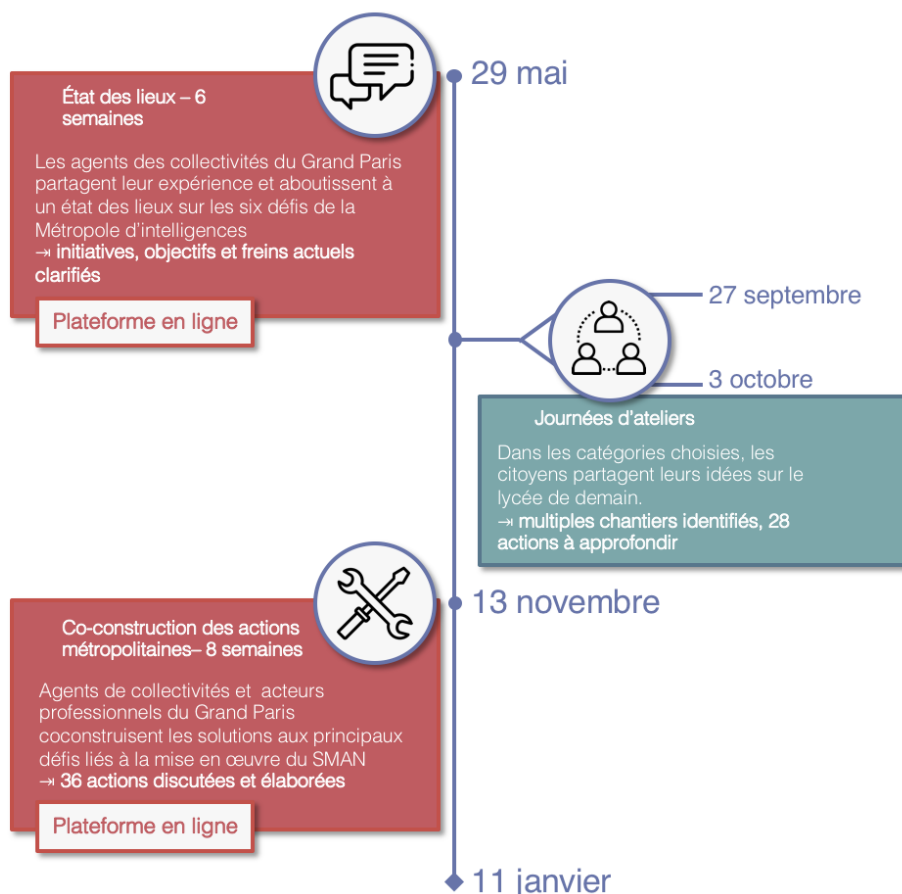 29 mai
État des lieux – 6
semaines
Les agents des collectivités du Grand Paris
partagent leur expérience et aboutissent à
un état des lieux sur les six défis de la
Métropole d’intelligences
⇥ initiatives, objectifs et freins actuels
clarifiés
Plateforme en ligne
27 septembre
3 octobre
Journées d’ateliers
Dans les catégories choisies, les
citoyens partagent leurs idées sur le
lycée de demain.
⇥ multiples chantiers identifiés, 28
actions à approfondir
13 novembre
Co-construction des actions
métropolitaines– 8 semaines
Agents de collectivités et  acteurs
professionnels du Grand Paris
coconstruisent les solutions aux principaux
défis liés à la mise en œuvre du SMAN
⇥ 36 actions discutées et élaborées
Plateforme en ligne
11 janvier